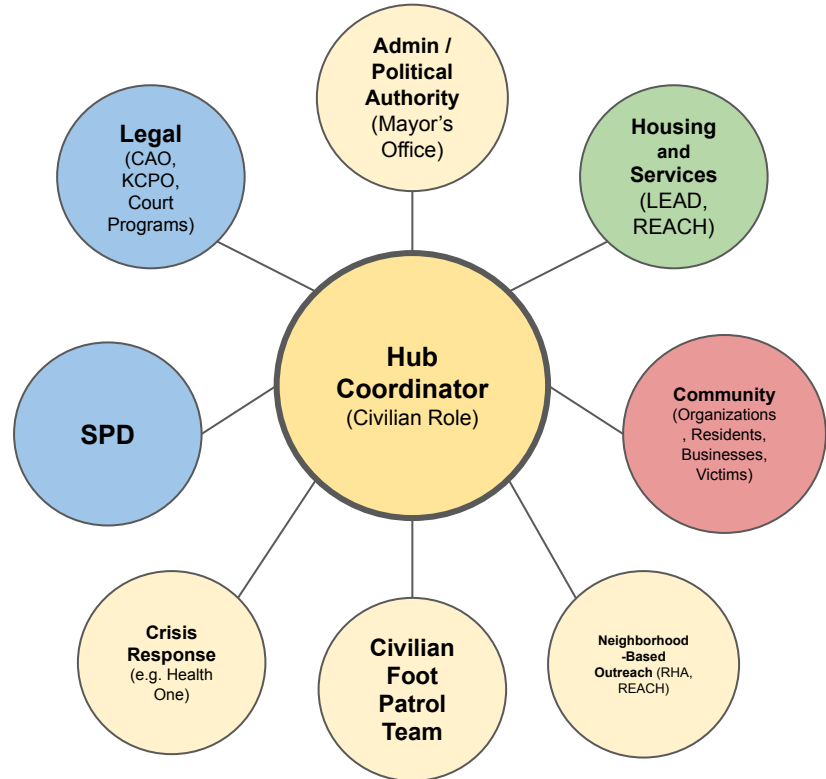 Admin /
Political
Authority
(Mayor's
Office)
Legal
(CAO,
KCPO,
Court
Programs)
Housing
and
Services
(LEAD,
REACH)
Hub
Coordinator
(Civilian Role)
SPD
Community
(Organizations
, Residents,
Businesses,
Victims)
Crisis
Response
(e.g. Health
One)
Civilian
Foot
Patrol
Team
Neighborhood
-Based
Outreach (RHA,
REACH)